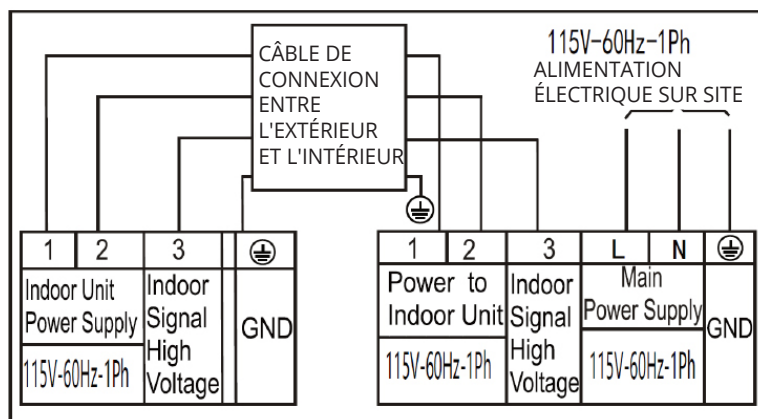 CÂBLE DE
CONNEXION
ENTRE
L'EXTÉRIEUR
ET L'INTÉRIEUR
115V-60Hz-1Ph
ALIMENTATION
ÉLECTRIQUE SUR SITE
1 2 3
Indoor Unit
Power Supply
115V-60Hz-1Ph
Indoor
Signal
High
Voltage
GND
1 2 3 L N
Power to
Indoor Unit
115V-60Hz-1Ph
Indoor
Signal
High
Voltage
Main
Power Supply
115V-60Hz-1Ph
GND